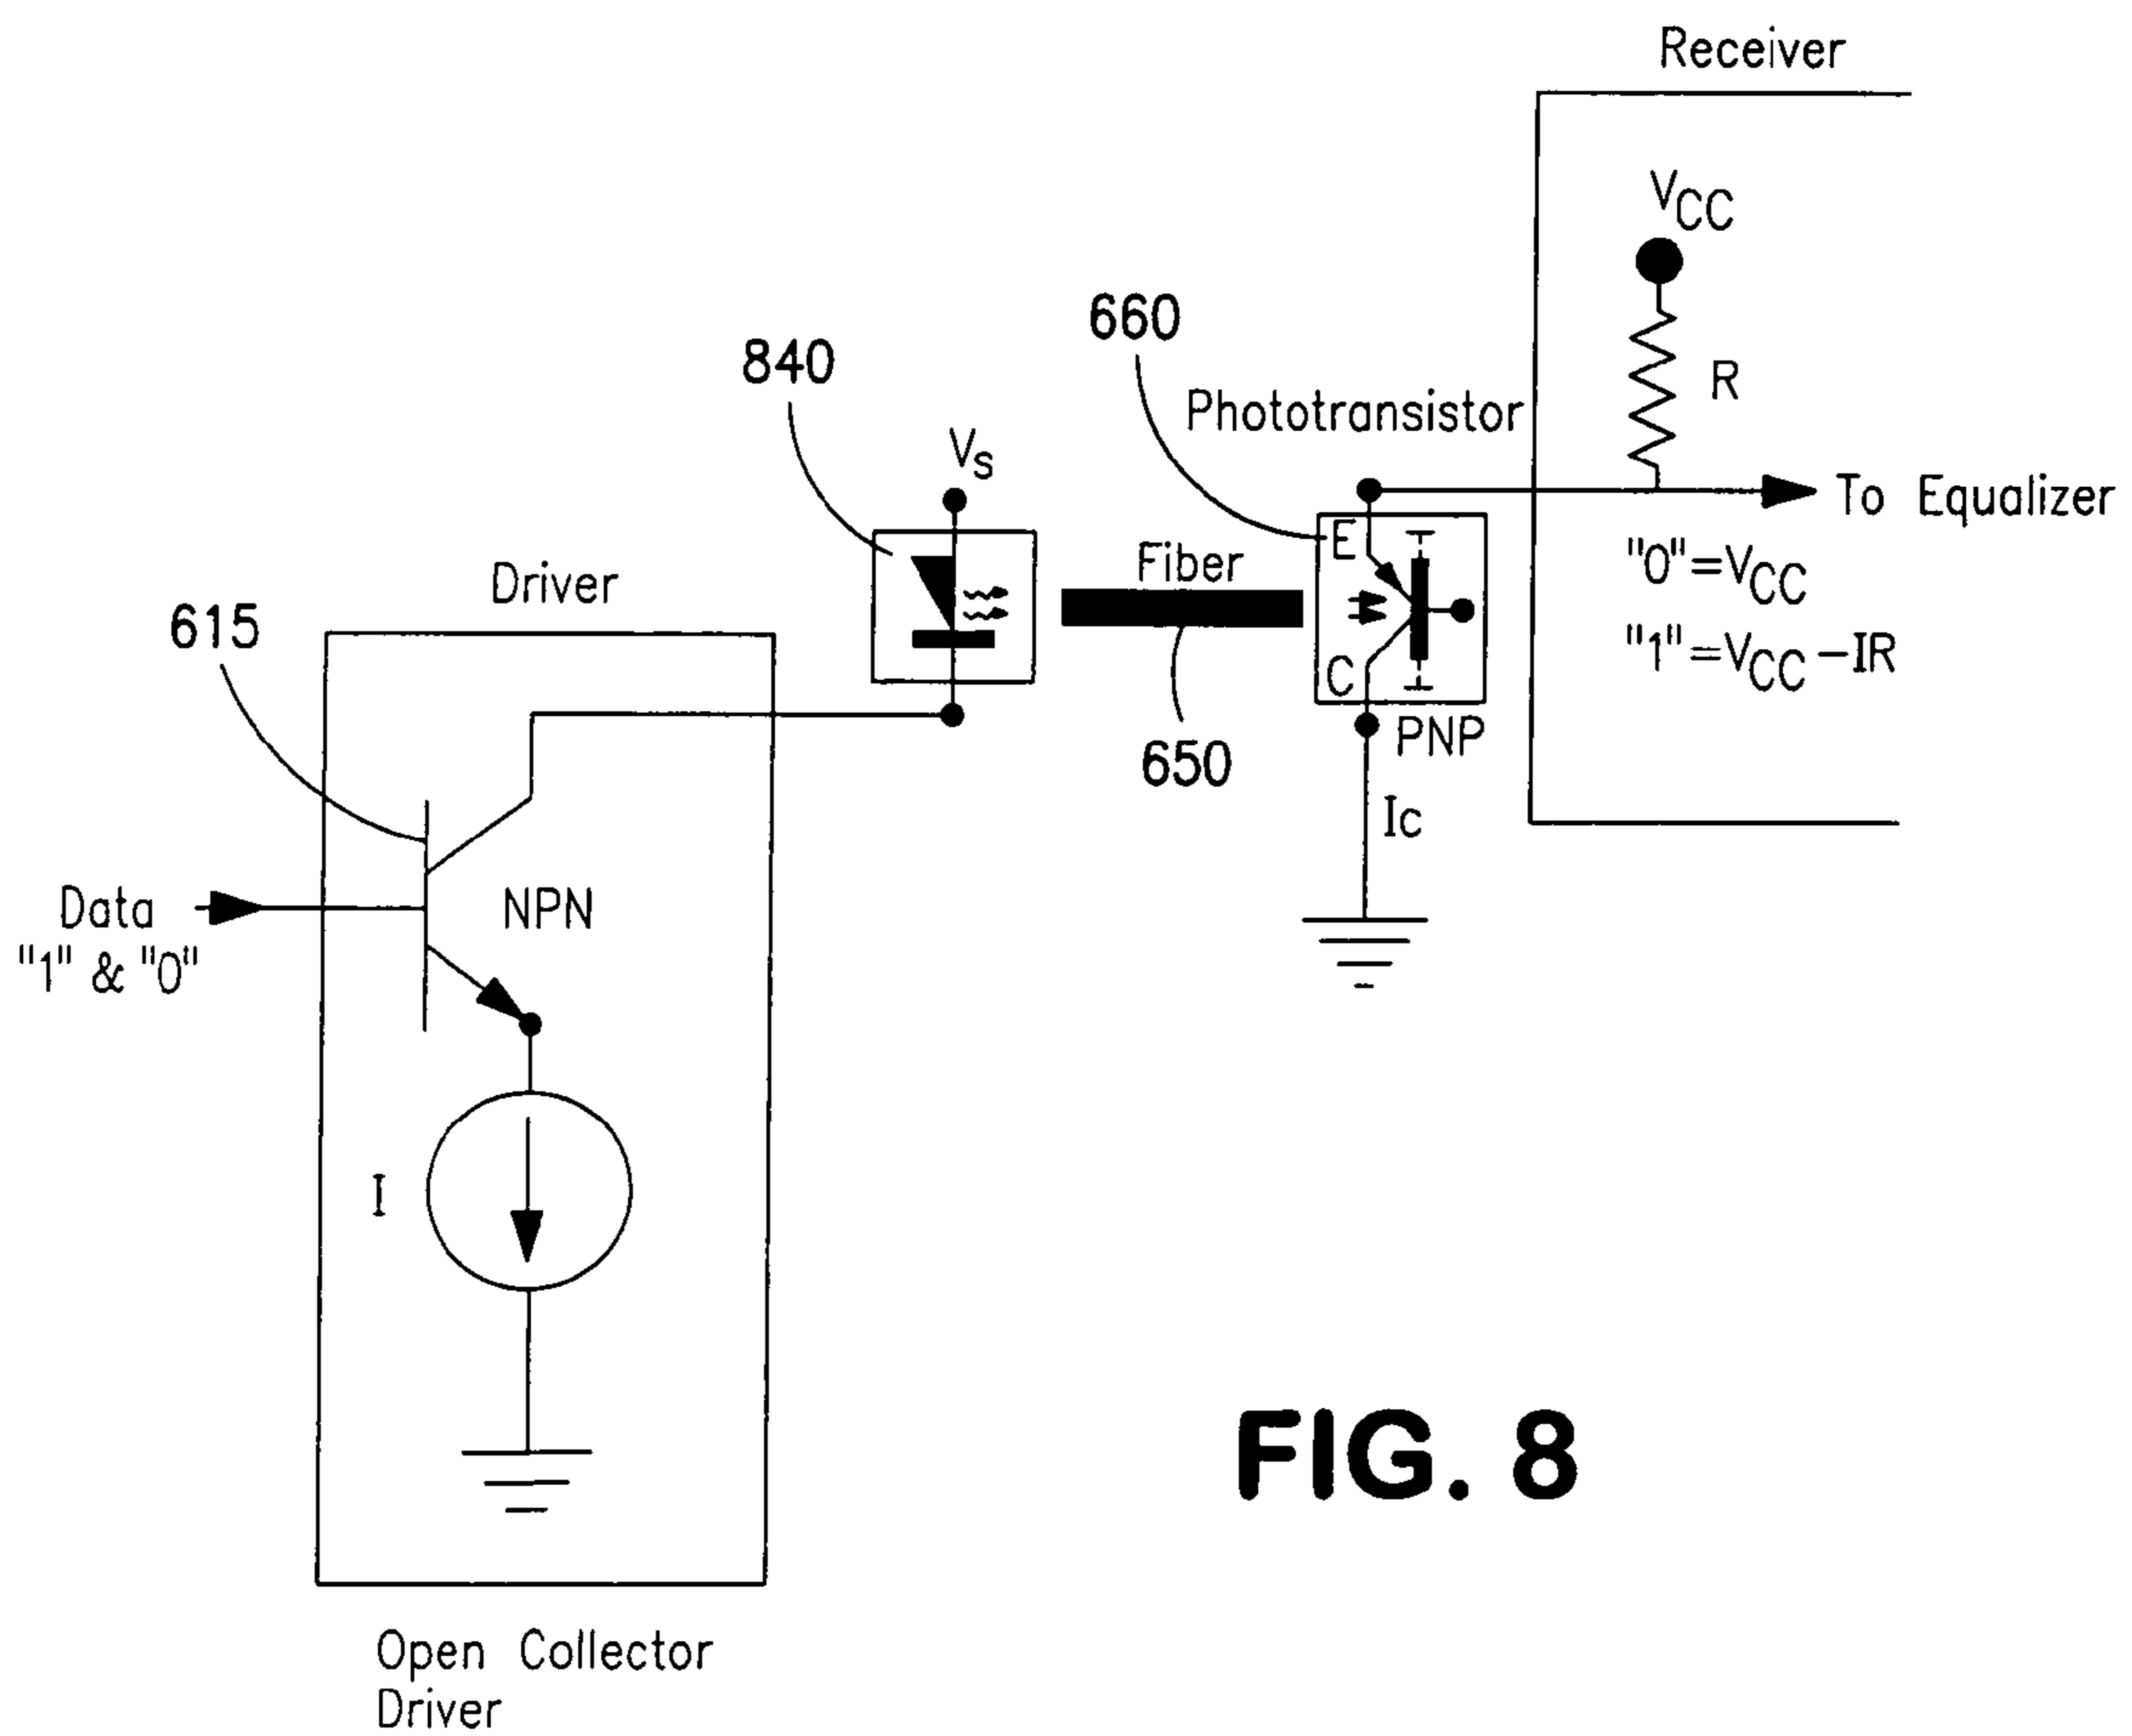 Receiver
VCC
660
840
R
Phototransistor
Vs
To Equalizer
E
Fiber
"0"=VCC
Driver
615
"1"=VCC-IR
C
PNP
650
Ic
Data
NPN
"1" & "0"
I
FIG. 8
Open Collector
Driver